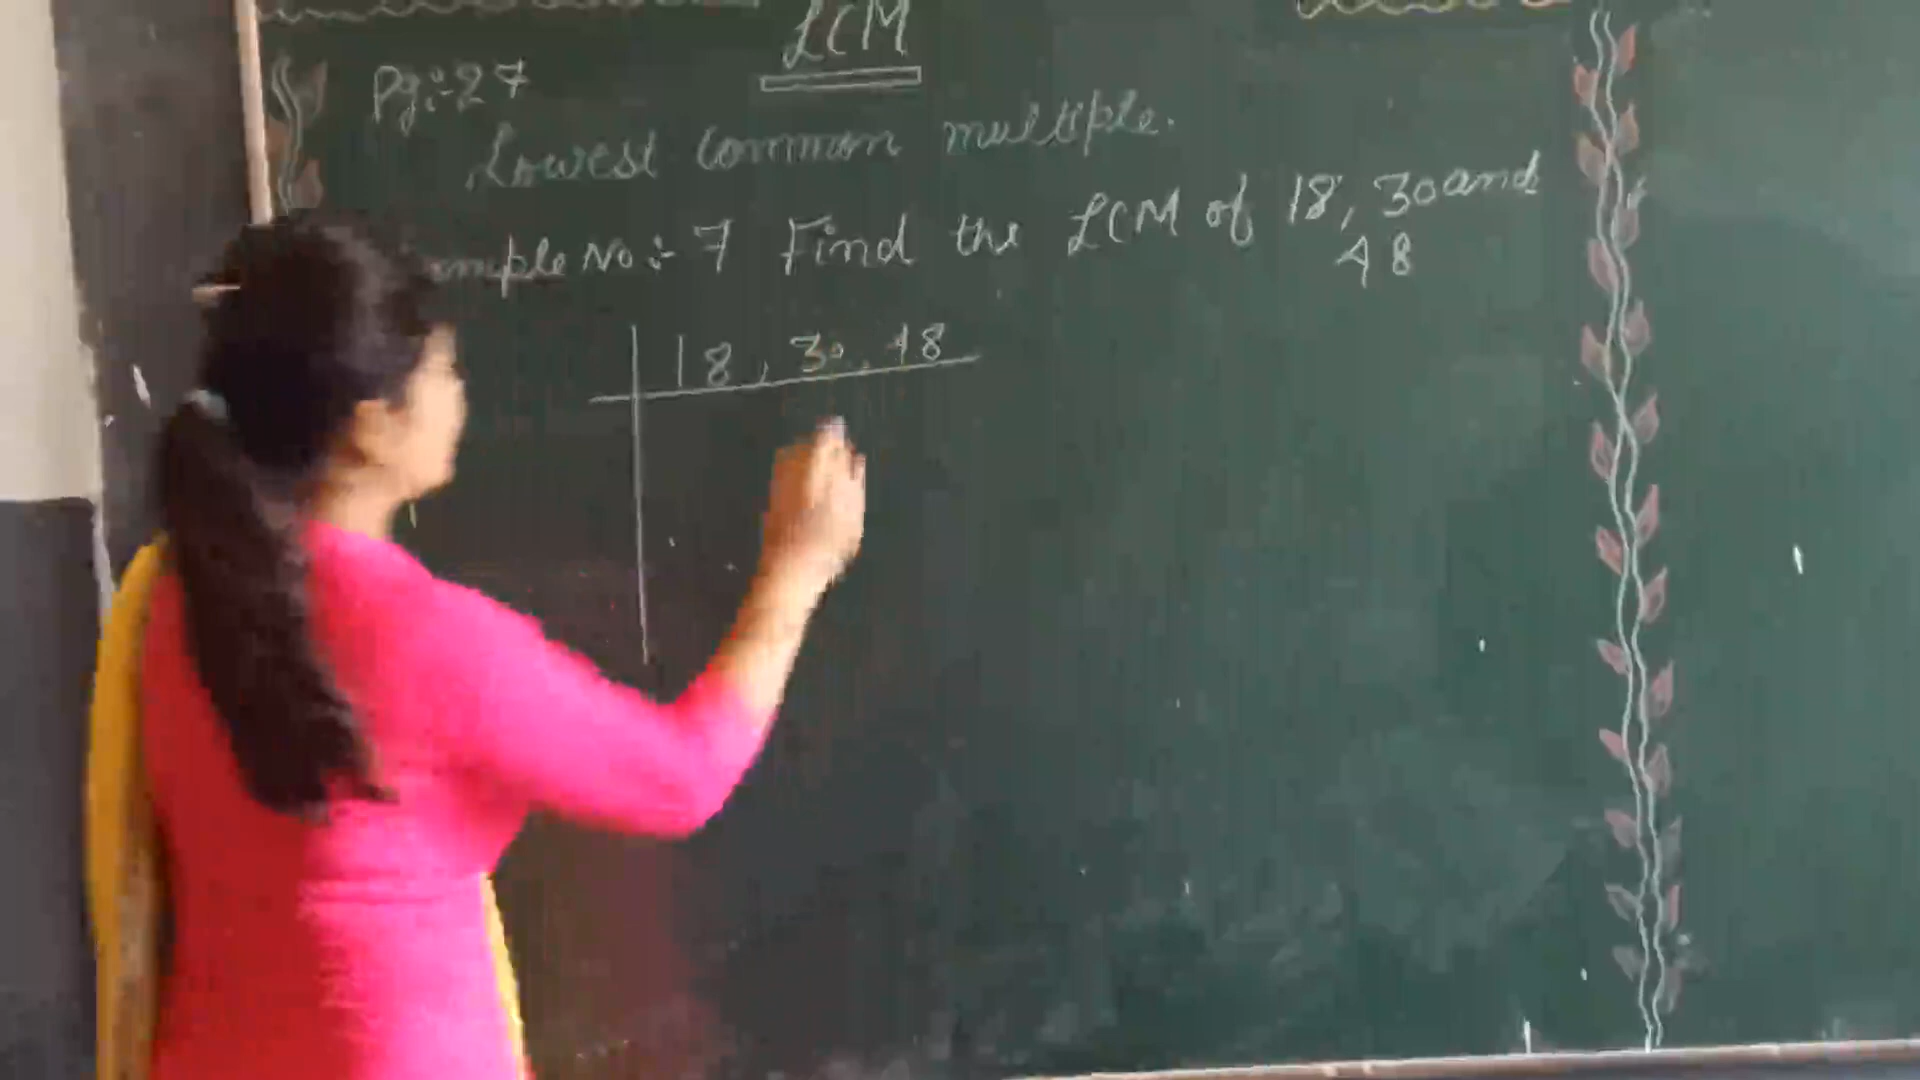 LCM
Pg:-27
Lowest common multiple.
mple No:- 7 Find the LCM of 18, 30 and
48
18, 30, 48